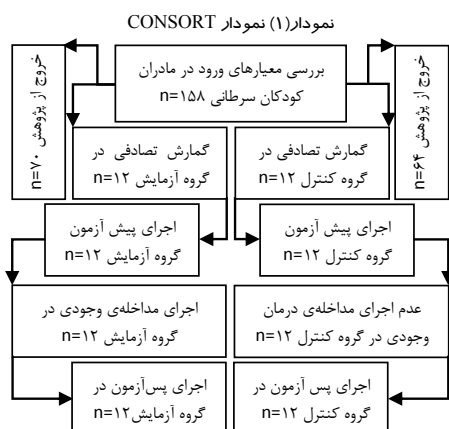 نمودار(۱) نمودار CONSORT
بررسی معیارهای ورود در مادران
کودکان سرطانی n=۱۵۸
خروج از پژوهش n=۶۴
خروج از پژوهش n=۷۰
گمارش تصادفی در
گروه کنترل n=۱۲
گمارش تصادفی در
گروه آزمایش n=۱۲
اجرای پیش آزمون
گروه کنترل n=۱۲
اجرای پیش آزمون
گروه آزمایش n=۱۲
عدم اجرای مداخله‌ی درمان
وجودی در گروه کنترل n=۱۲
اجرای مداخله‌ی وجودی در
گروه آزمایش n=۱۲
اجرای پس آزمون در
گروه کنترل n=۱۲
اجرای پس‌آزمون در
گروه آزمایش n=۱۲